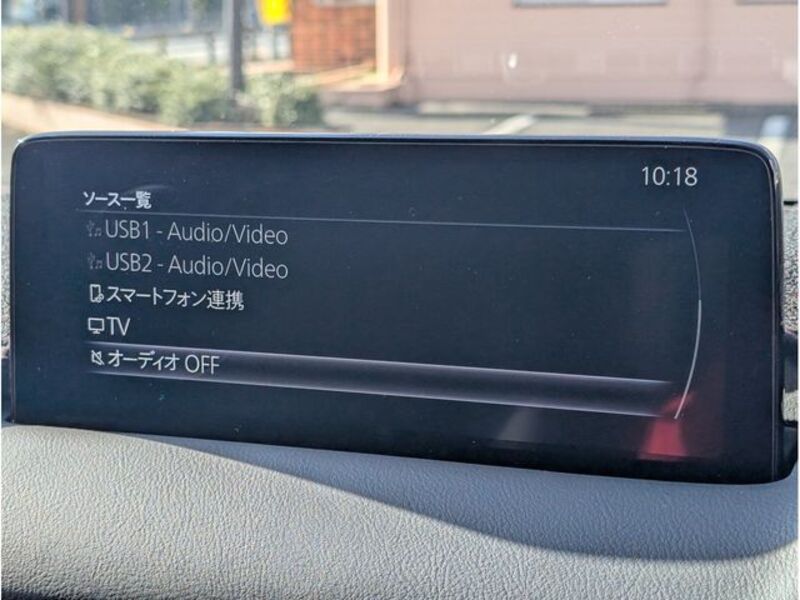 10:18
ソース一覧
USB1 - Audio/Video
USB2 - Audio/Video
スマートフォン連携
TV
オーディオ OFF